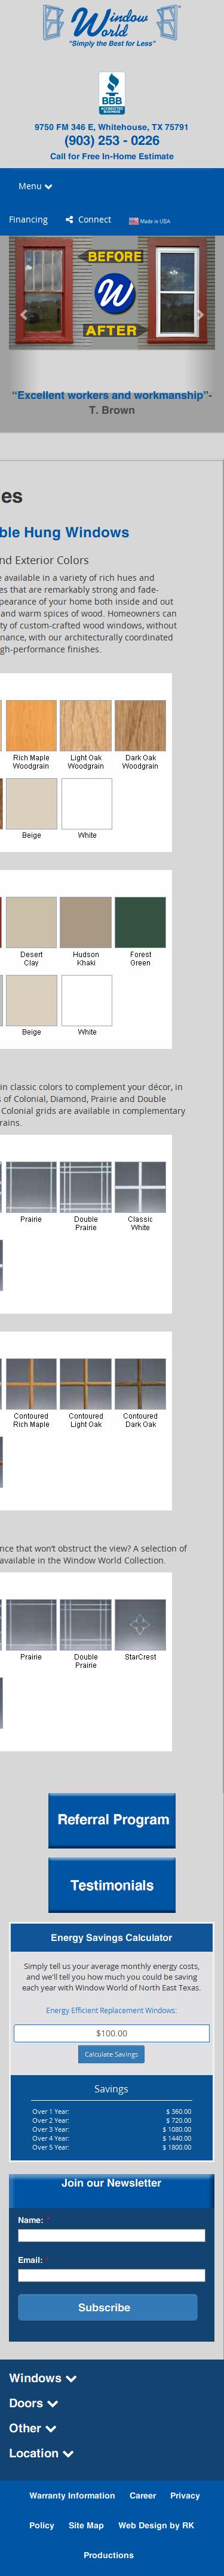 Window World®
"Simply the Best for Less"
BBB
ACCREDITED BUSINESS
9750 FM 346 E, Whitehouse, TX 75791
(903) 253 - 0226
Call for Free In-Home Estimate
Menu
Financing Connect Made in USA
BEFORE
W
AFTER
“Excellent workers and workmanship”-
T. Brown
es
ble Hung Windows
nd Exterior Colors
available in a variety of rich hues and
es that are remarkably strong and fade-
pearance of your home both inside and out
and warm spices of wood. Homeowners can
ty of custom-crafted wood windows, without
nance, with our architecturally coordinated
gh-performance finishes.
Rich Maple Woodgrain
Light Oak Woodgrain
Dark Oak Woodgrain
Beige
White
Desert Clay
Hudson Khaki
Forest Green
Beige
White
in classic colors to complement your décor, in
of Colonial, Diamond, Prairie and Double
Colonial grids are available in complementary
rains.
Prairie
Double Prairie
Classic White
Contoured Rich Maple
Contoured Light Oak
Contoured Dark Oak
nce that won’t obstruct the view? A selection of
available in the Window World Collection.
Prairie
Double Prairie
StarCrest
Referral Program
Testimonials
Energy Savings Calculator
Simply tell us your average monthly energy costs,
and we'll tell you how much you could be saving
each year with Window World of North East Texas.
Energy Efficient Replacement Windows:
$100.00
Calculate Savings
Savings
Over 1 Year: $ 360.00
Over 2 Year: $ 720.00
Over 3 Year: $ 1080.00
Over 4 Year: $ 1440.00
Over 5 Year: $ 1800.00
Join our Newsletter
Name: *
Email: *
Subscribe
Windows
Doors
Other
Location
Warranty Information Career Privacy
Policy Site Map Web Design by RK
Productions